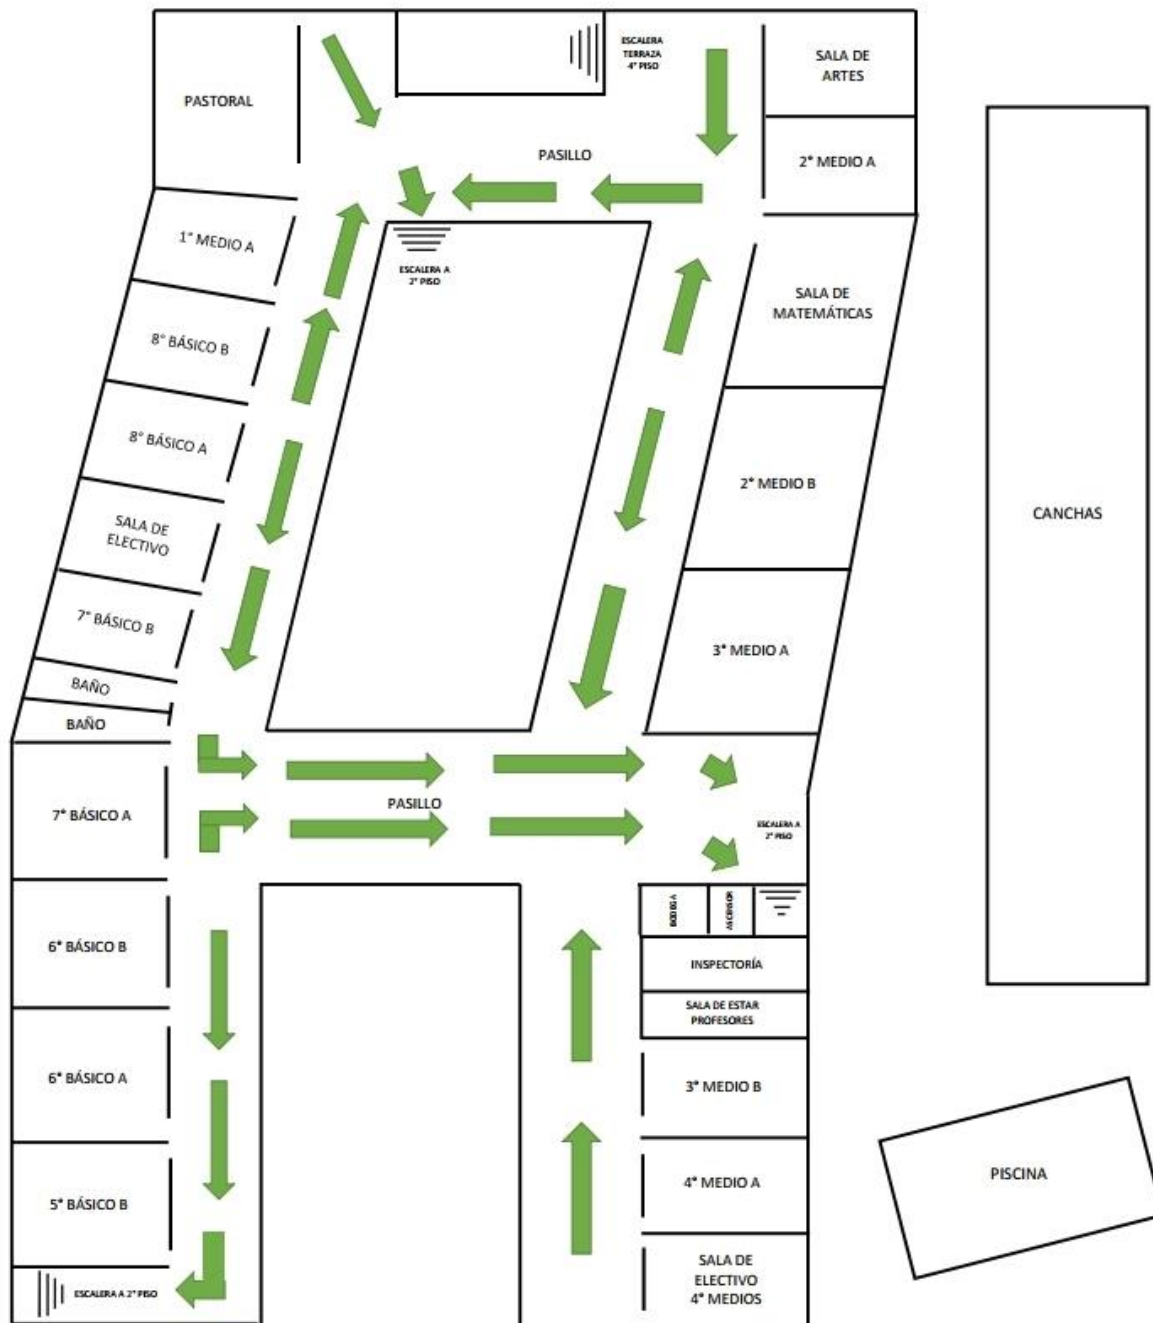 ESCALERA
TERRAZA
4° PISO
SALA DE
ARTES
PASTORAL
PASILLO
2° MEDIO A
1° MEDIO A
ESCALERA A
2° PISO
SALA DE
MATEMÁTICAS
8° BÁSICO B
8° BÁSICO A
2° MEDIO B
CANCHAS
SALA DE
ELECTIVO
7° BÁSICO B
3° MEDIO A
BAÑO
BAÑO
7° BÁSICO A
PASILLO
ESCALERA A
2° PISO
BODEGA
ASCENSOR
6° BÁSICO B
INSPECTORÍA
SALA DE ESTAR
PROFESORES
6° BÁSICO A
3° MEDIO B
4° MEDIO A
PISCINA
5° BÁSICO B
SALA DE
ELECTIVO
4° MEDIOS
ESCALERA A 2° PISO